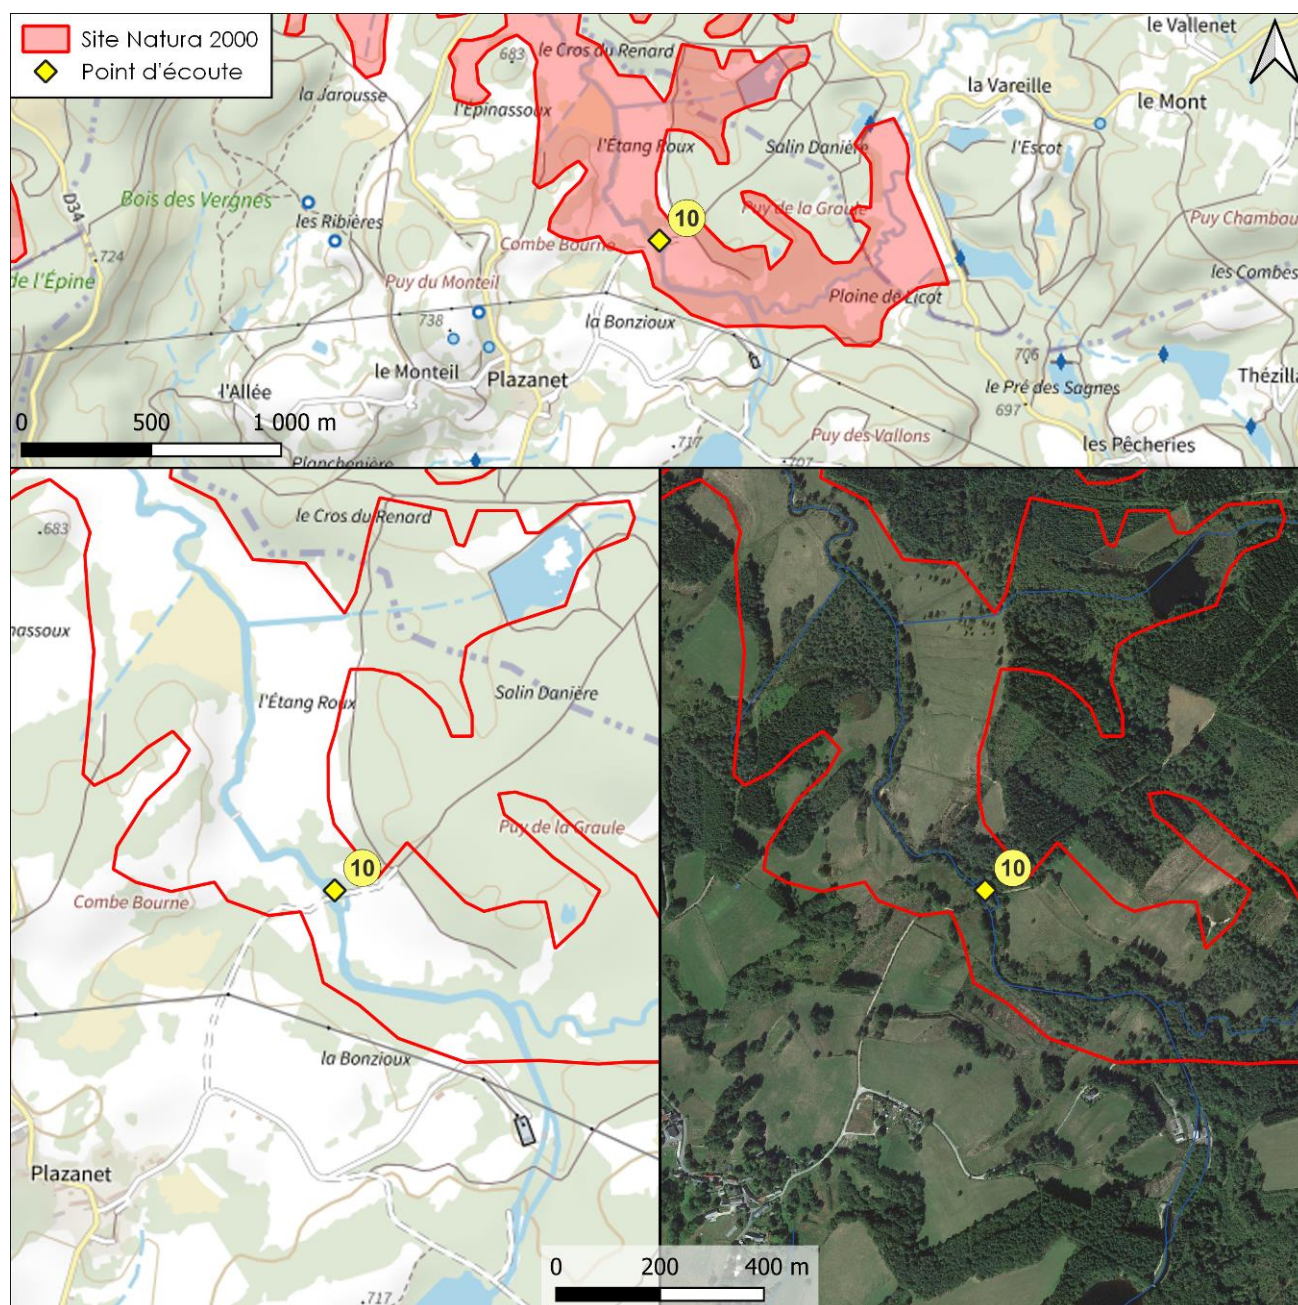 Site Natura 2000
Point d'écoute
le Vallenet
le Cros du Renard
683
la Jarousse
l'Épinassoux
la Vareille
le Mont
l'Étang Roux
Salin Danière
l'Escot
D34
Bois des Vergnes
les Ribières
10
Puy de la Graule
Puy Chambou
Combe Bourne
724
de l'Épine
Puy du Monteil
les Combes
Plaine de Licot
738
la Bonzioux
706
le Monteil
Plazanet
l'Allée
le Pré des Sagnes
Thézilla
697
0 500 1 000 m
717
Puy des Vallons
les Pêcheries
Planchenière
707
le Cros du Renard
683
nassoux
l'Étang Roux
Salin Danière
Puy de la Graule
10
10
Combe Bourne
la Bonzioux
Plazanet
0 200 400 m
717